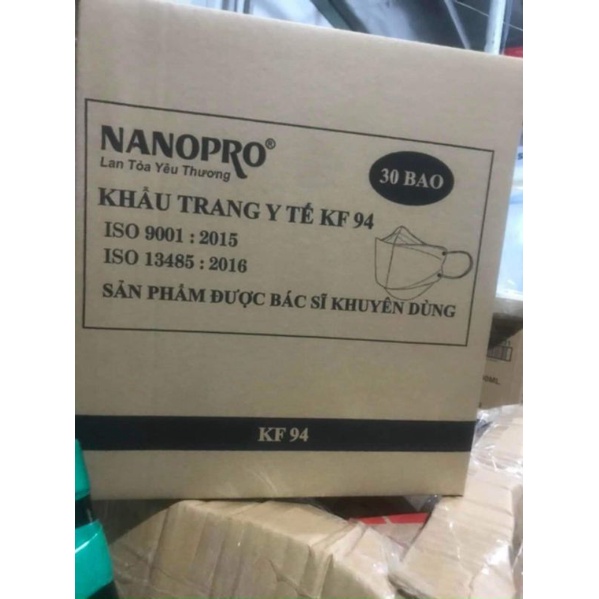 NANOPRO®
Lan Tỏa Yêu Thương
30 BAO
KHẨU TRANG Y TẾ KF 94
ISO 9001 : 2015
ISO 13485 : 2016
SẢN PHẨM ĐƯỢC BÁC SĨ KHUYÊN DÙNG
KF 94